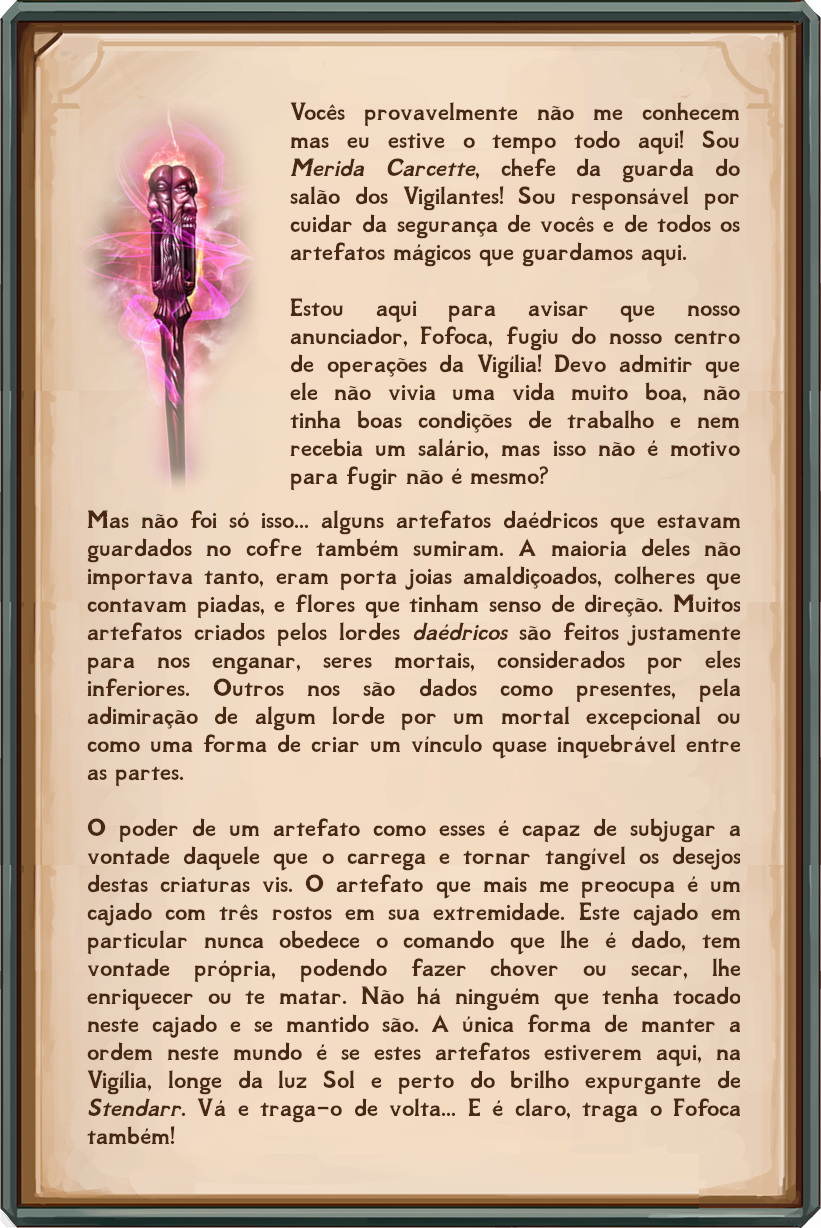 Vocês provavelmente não me conhecem
mas eu estive o tempo todo aqui! Sou
Merida Carcette, chefe da guarda do
salão dos Vigilantes! Sou responsável por
cuidar da segurança de vocês e de todos os
artefatos mágicos que guardamos aqui.
Estou aqui para avisar que nosso
anunciador, Fofoca, fugiu do nosso centro
de operações da Vigília! Devo admitir que
ele não vivia uma vida muito boa, não
tinha boas condições de trabalho e nem
recebia um salário, mas isso não é motivo
para fugir não é mesmo?
Mas não foi só isso... alguns artefatos daédricos que estavam
guardados no cofre também sumiram. A maioria deles não
importava tanto, eram porta joias amaldiçoados, colheres que
contavam piadas, e flores que tinham senso de direção. Muitos
artefatos criados pelos lordes daédricos são feitos justamente
para nos enganar, seres mortais, considerados por eles
inferiores. Outros nos são dados como presentes, pela
adimiração de algum lorde por um mortal excepcional ou
como uma forma de criar um vínculo quase inquebrável entre
as partes.
O poder de um artefato como esses é capaz de subjugar a
vontade daquele que o carrega e tornar tangível os desejos
destas criaturas vis. O artefato que mais me preocupa é um
cajado com três rostos em sua extremidade. Este cajado em
particular nunca obedece o comando que lhe é dado, tem
vontade própria, podendo fazer chover ou secar, lhe
enriquecer ou te matar. Não há ninguém que tenha tocado
neste cajado e se mantido são. A única forma de manter a
ordem neste mundo é se estes artefatos estiverem aqui, na
Vigília, longe da luz Sol e perto do brilho expurgante de
Stendarr. Vá e traga-o de volta... E é claro, traga o Fofoca
também!